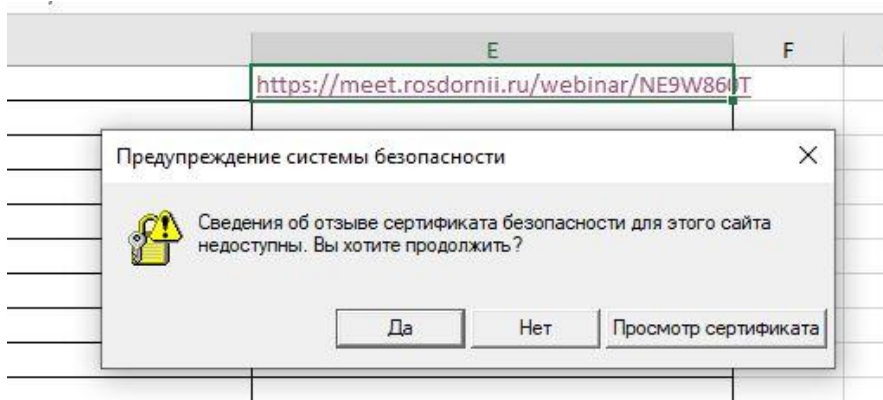 E F
https://meet.rosdornii.ru/webinar/NE9W860T
Предупреждение системы безопасности
Сведения об отзыве сертификата безопасности для этого сайта
недоступны. Вы хотите продолжить?
Да Нет Просмотр сертификата